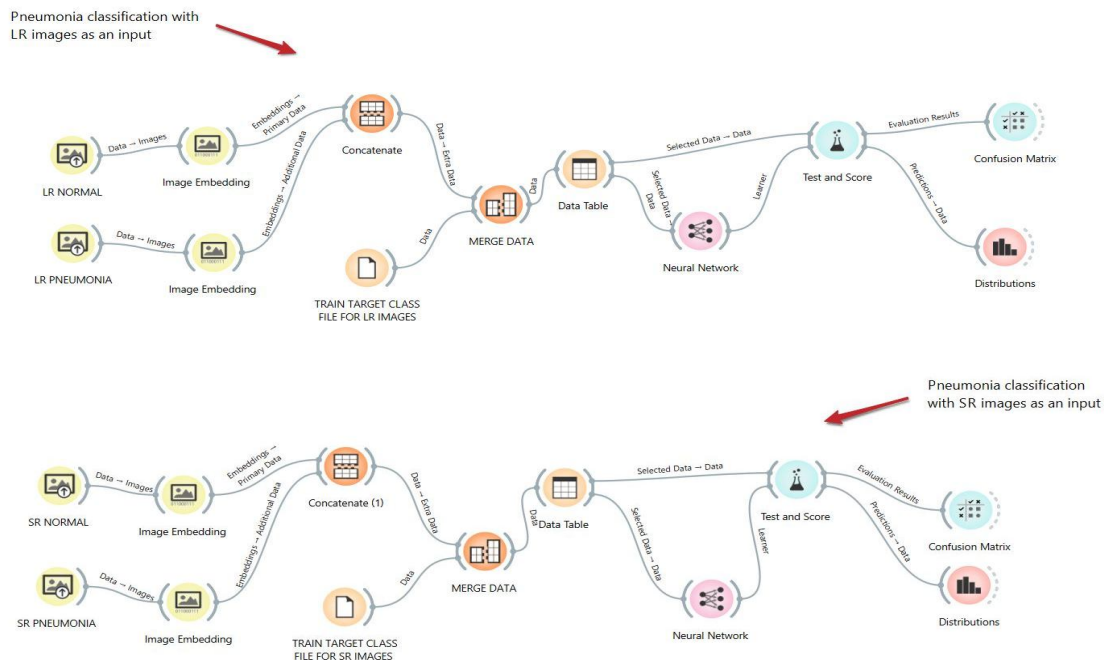 Pneumonia classification with
LR images as an input
LR NORMAL
Data → Images
Image Embedding
Embeddings →
Primary Data
Concatenate
LR PNEUMONIA
Data → Images
Image Embedding
Embeddings → Additional Data
Data → Extra Data
TRAIN TARGET CLASS
FILE FOR LR IMAGES
Data
MERGE DATA
Data
Data Table
Selected Data → Data
Selected Data →
Data
Neural Network
Learner
Test and Score
Evaluation Results
Confusion Matrix
Predictions → Data
Distributions
Pneumonia classification
with SR images as an input
SR NORMAL
Data → Images
Image Embedding
Embeddings →
Primary Data
Concatenate (1)
SR PNEUMONIA
Data → Images
Image Embedding
Embeddings → Additional Data
Data → Extra Data
TRAIN TARGET CLASS
FILE FOR SR IMAGES
Data
MERGE DATA
Data
Data Table
Selected Data → Data
Selected Data → Data
Neural Network
Learner
Test and Score
Evaluation Results
Confusion Matrix
Predictions → Data
Distributions